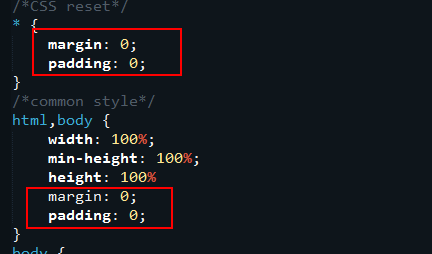 /*CSS reset*/
* {
margin: 0;
padding: 0;
}
/*common style*/
html,body {
width: 100%;
min-height: 100%;
height: 100%
margin: 0;
padding: 0;
}
body {